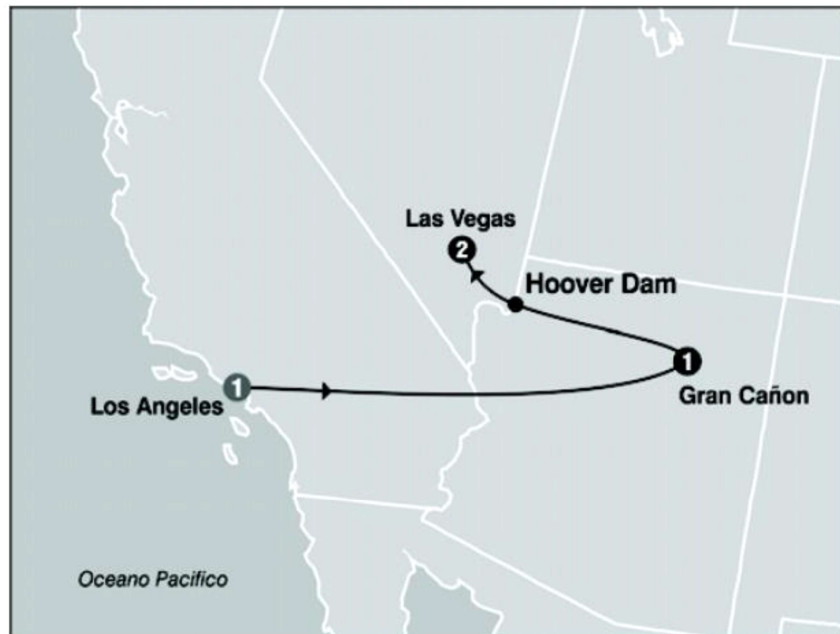 Las Vegas
2
Hoover Dam
1
Gran Cañon
1
Los Angeles
Oceano Pacifico